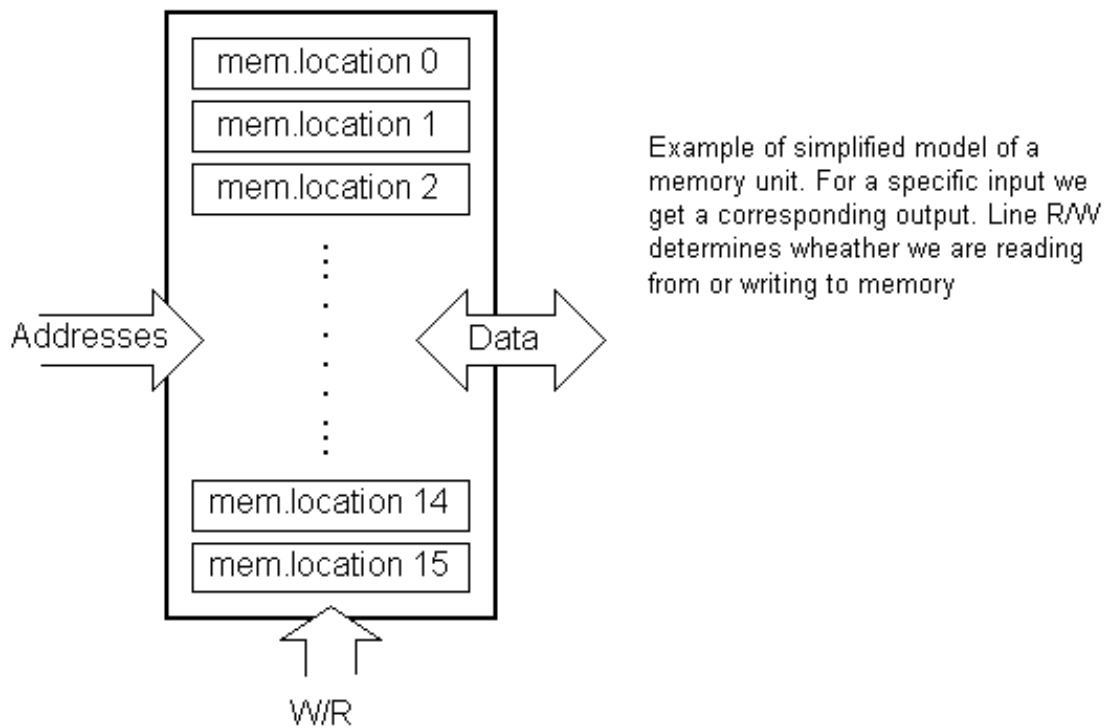 mem.location 0
mem.location 1
mem.location 2
Example of simplified model of a
memory unit. For a specific input we
get a corresponding output. Line R/W
determines wheather we are reading
from or writing to memory
Addresses
Data
mem.location 14
mem.location 15
W/R